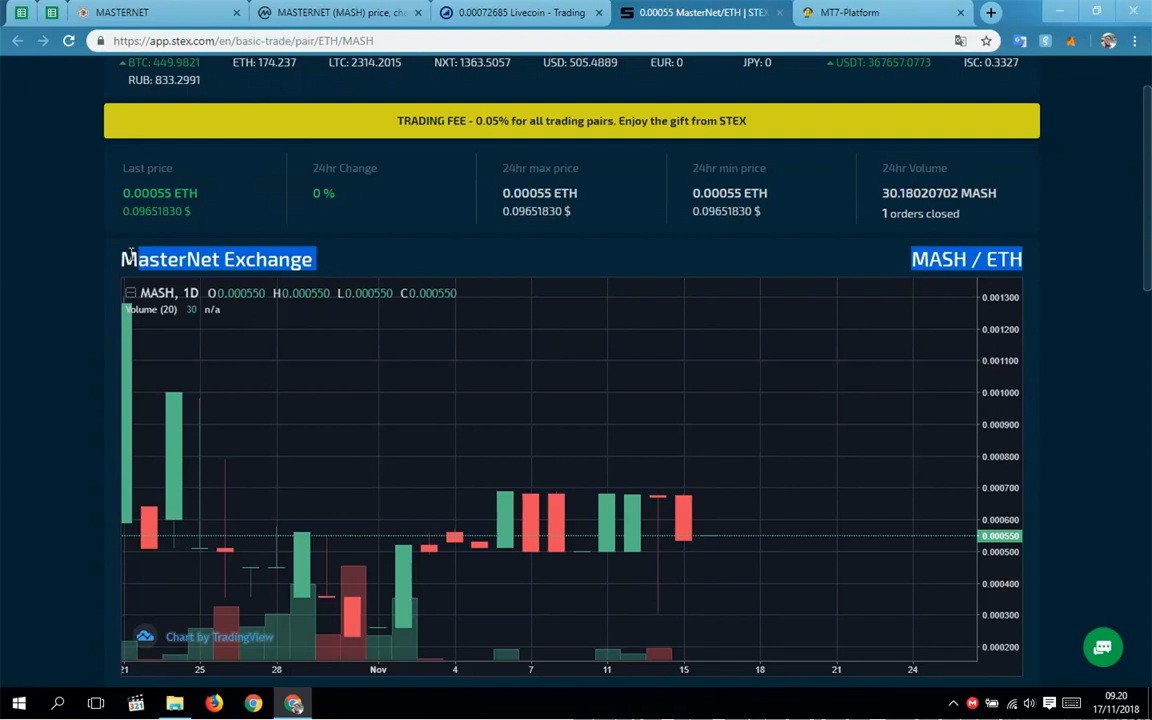 MASTERNET
MASTERNET (MASH) price, cha
0.00072685 Livecoin - Trading
0.00055 MasterNet/ETH | STEX
MT7-Platform
https://app.stex.com/en/basic-trade/pair/ETH/MASH
BTC: 449.9821 ETH: 174.237 LTC: 2314.2015 NXT: 1363.5057 USD: 505.4889 EUR: 0 JPY: 0 USDT: 367657.0773 ISC: 0.3327
RUB: 833.2991
TRADING FEE - 0.05% for all trading pairs. Enjoy the gift from STEX
Last price 24hr Change 24hr max price 24hr min price 24hr Volume
0.00055 ETH 0 % 0.00055 ETH 0.00055 ETH 30.18020702 MASH
0.09651830 $ 0.09651830 $ 0.09651830 $ 1 orders closed
MasterNet Exchange MASH / ETH
MASH, 1D O0.000550 H0.000550 L0.000550 C0.000550
Volume (20) 30 n/a
0.001300
0.001200
0.001100
0.001000
0.000900
0.000800
0.000700
0.000600
0.000550
0.000500
0.000400
0.000300
0.000200
Chart by TradingView
21 25 28 Nov 4 7 11 15 18 21 24
321
09.20
17/11/2018